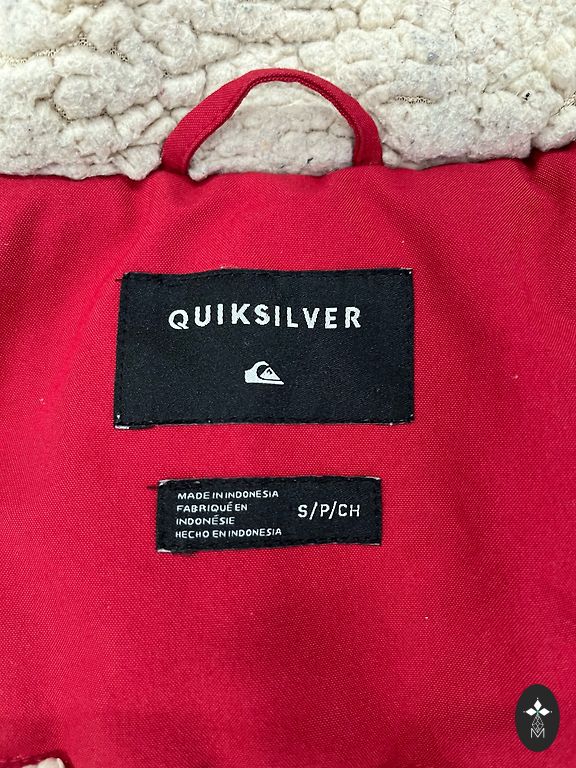 QUIKSILVER
MADE IN INDONESIA
FABRIQUÉ EN
INDONÉSIE
HECHO EN INDONESIA
S/P/CH
M